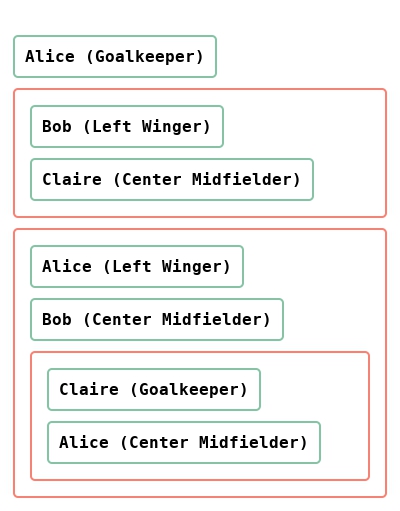 Alice (Goalkeeper)
Bob (Left Winger)
Claire (Center Midfielder)
Alice (Left Winger)
Bob (Center Midfielder)
Claire (Goalkeeper)
Alice (Center Midfielder)